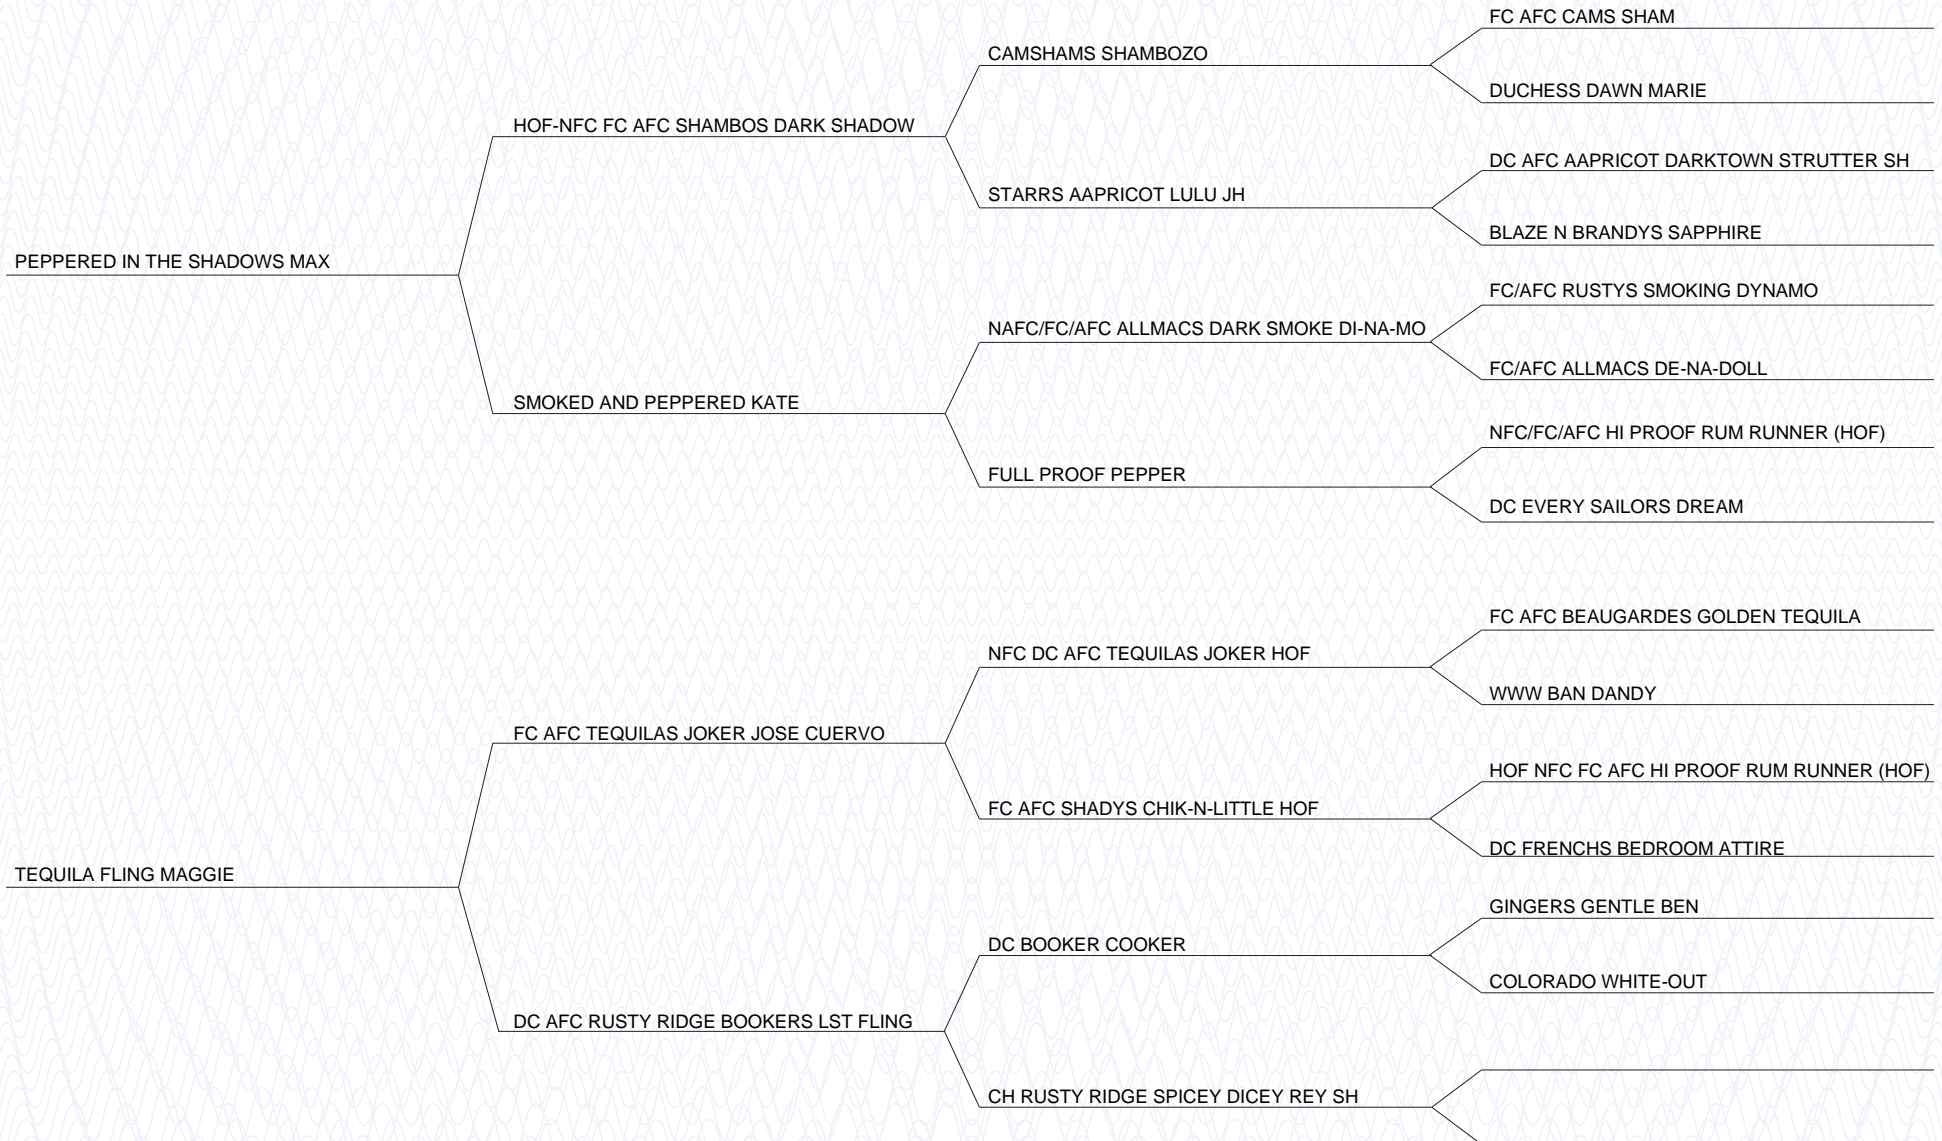 FC AFC CAMS SHAM
CAMSHAMS SHAMBOZO
DUCHESS DAWN MARIE
HOF-NFC FC AFC SHAMBOS DARK SHADOW
DC AFC AAPRICOT DARKTOWN STRUTTER SH
STARRS AAPRICOT LULU JH
BLAZE N BRANDYS SAPPHIRE
PEPPERED IN THE SHADOWS MAX
FC/AFC RUSTYS SMOKING DYNAMO
NAFC/FC/AFC ALLMACS DARK SMOKE DI-NA-MO
FC/AFC ALLMACS DE-NA-DOLL
SMOKED AND PEPPERED KATE
NFC/FC/AFC HI PROOF RUM RUNNER (HOF)
FULL PROOF PEPPER
DC EVERY SAILORS DREAM
FC AFC BEAUGARDES GOLDEN TEQUILA
NFC DC AFC TEQUILAS JOKER HOF
WWW BAN DANDY
FC AFC TEQUILAS JOKER JOSE CUERVO
HOF NFC FC AFC HI PROOF RUM RUNNER (HOF)
FC AFC SHADYS CHIK-N-LITTLE HOF
DC FRENCHS BEDROOM ATTIRE
TEQUILA FLING MAGGIE
GINGERS GENTLE BEN
DC BOOKER COOKER
COLORADO WHITE-OUT
DC AFC RUSTY RIDGE BOOKERS LST FLING
CH RUSTY RIDGE SPICEY DICEY REY SH